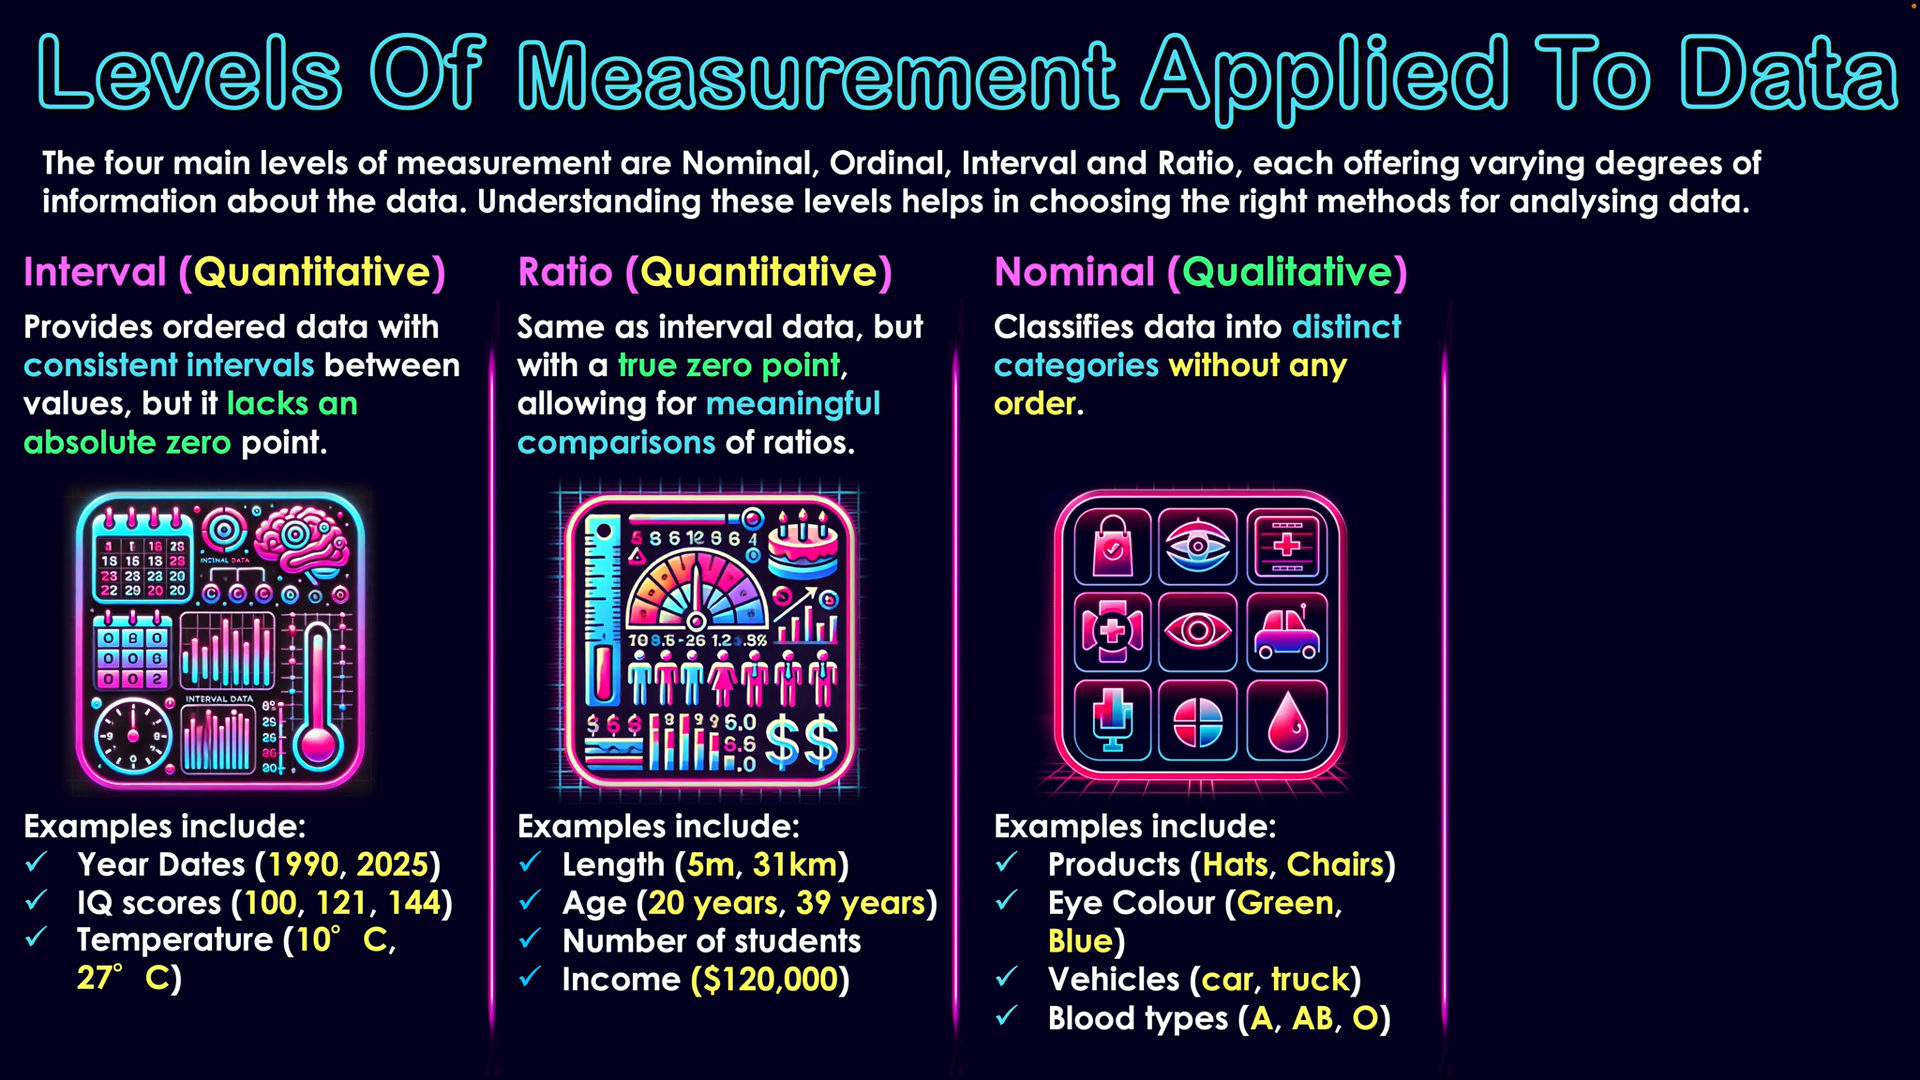 Levels Of Measurement Applied To Data
The four main levels of measurement are Nominal, Ordinal, Interval and Ratio, each offering varying degrees of
information about the data. Understanding these levels helps in choosing the right methods for analysing data.
Interval (Quantitative)
Provides ordered data with
consistent intervals between
values, but it lacks an
absolute zero point.
INTERVAL DATA
Examples include:
✓ Year Dates (1990, 2025)
✓ IQ scores (100, 121, 144)
✓ Temperature (10° C,
27° C)
Ratio (Quantitative)
Same as interval data, but
with a true zero point,
allowing for meaningful
comparisons of ratios.
$$
Examples include:
✓ Length (5m, 31km)
✓ Age (20 years, 39 years)
✓ Number of students
✓ Income ($120,000)
Nominal (Qualitative)
Classifies data into distinct
categories without any
order.
Examples include:
✓ Products (Hats, Chairs)
✓ Eye Colour (Green,
Blue)
✓ Vehicles (car, truck)
✓ Blood types (A, AB, O)